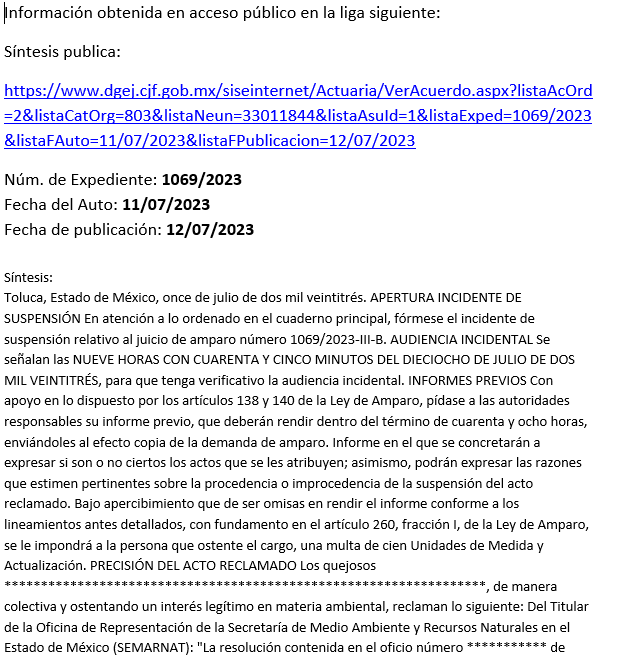 Información obtenida en acceso público en la liga siguiente:
Síntesis publica:
https://www.dgej.cjf.gob.mx/siseinternet/Actuaria/VerAcuerdo.aspx?listaAcOrd
=2&listaCatOrg=803&listaNeun=33011844&listaAsuId=1&listaExped=1069/2023
&listaFAuto=11/07/2023&listaFPublicacion=12/07/2023
Núm. de Expediente: 1069/2023
Fecha del Auto: 11/07/2023
Fecha de publicación: 12/07/2023
Síntesis:
Toluca, Estado de México, once de julio de dos mil veintitrés. APERTURA INCIDENTE DE
SUSPENSIÓN En atención a lo ordenado en el cuaderno principal, fórmese el incidente de
suspensión relativo al juicio de amparo número 1069/2023-III-B. AUDIENCIA INCIDENTAL Se
señalan las NUEVE HORAS CON CUARENTA Y CINCO MINUTOS DEL DIECIOCHO DE JULIO DE DOS
MIL VEINTITRÉS, para que tenga verificativo la audiencia incidental. INFORMES PREVIOS Con
apoyo en lo dispuesto por los artículos 138 y 140 de la Ley de Amparo, pídase a las autoridades
responsables su informe previo, que deberán rendir dentro del término de cuarenta y ocho horas,
enviándoles al efecto copia de la demanda de amparo. Informe en el que se concretarán a
expresar si son o no ciertos los actos que se les atribuyen; asimismo, podrán expresar las razones
que estimen pertinentes sobre la procedencia o improcedencia de la suspensión del acto
reclamado. Bajo apercibimiento que de ser omisas en rendir el informe conforme a los
lineamientos antes detallados, con fundamento en el artículo 260, fracción I, de la Ley de Amparo,
se le impondrá a la persona que ostente el cargo, una multa de cien Unidades de Medida y
Actualización. PRECISIÓN DEL ACTO RECLAMADO Los quejosos
******************************************************************, de manera
colectiva y ostentando un interés legítimo en materia ambiental, reclaman lo siguiente: Del Titular
de la Oficina de Representación de la Secretaría de Medio Ambiente y Recursos Naturales en el
Estado de México (SEMARNAT): "La resolución contenida en el oficio número *********** de